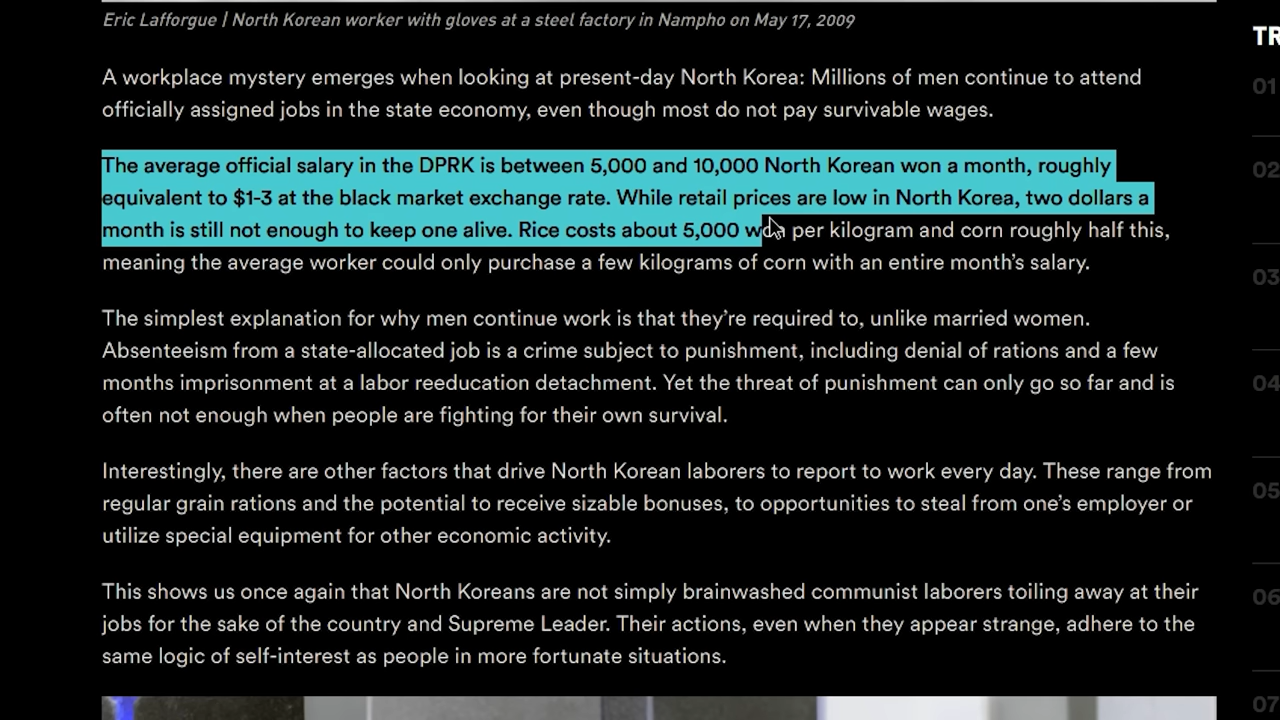 Eric Lafforgue | North Korean worker with gloves at a steel factory in Nampho on May 17, 2009
TR
A workplace mystery emerges when looking at present-day North Korea: Millions of men continue to attend
officially assigned jobs in the state economy, even though most do not pay survivable wages.
01
The average official salary in the DPRK is between 5,000 and 10,000 North Korean won a month, roughly
02
equivalent to $1-3 at the black market exchange rate. While retail prices are low in North Korea, two dollars a
month is still not enough to keep one alive. Rice costs about 5,000 won per kilogram and corn roughly half this,
meaning the average worker could only purchase a few kilograms of corn with an entire month's salary.
03
The simplest explanation for why men continue work is that they're required to, unlike married women.
Absenteeism from a state-allocated job is a crime subject to punishment, including denial of rations and a few
months imprisonment at a labor reeducation detachment. Yet the threat of punishment can only go so far and is
04
often not enough when people are fighting for their own survival.
Interestingly, there are other factors that drive North Korean laborers to report to work every day. These range from
05
regular grain rations and the potential to receive sizable bonuses, to opportunities to steal from one's employer or
utilize special equipment for other economic activity.
This shows us once again that North Koreans are not simply brainwashed communist laborers toiling away at their
06
jobs for the sake of the country and Supreme Leader. Their actions, even when they appear strange, adhere to the
same logic of self-interest as people in more fortunate situations.
07